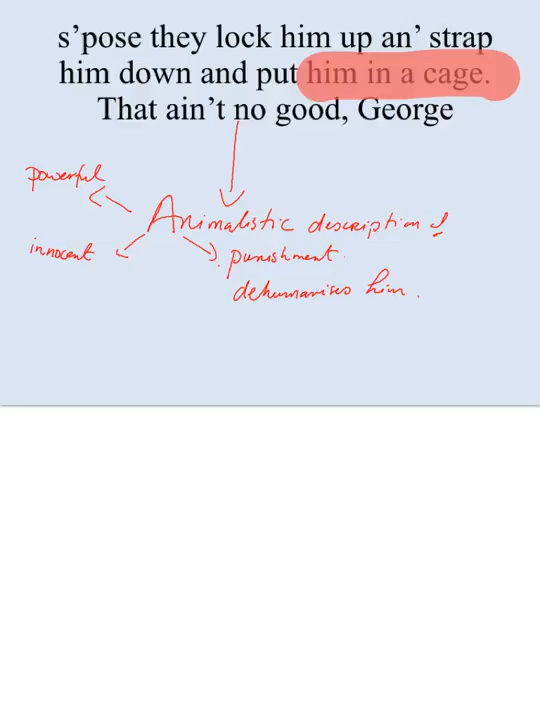 s’pose they lock him up an’ strap
him down and put him in a cage.
That ain’t no good, George
powerful
Animalistic description of
innocent
punishment
dehumanises him.